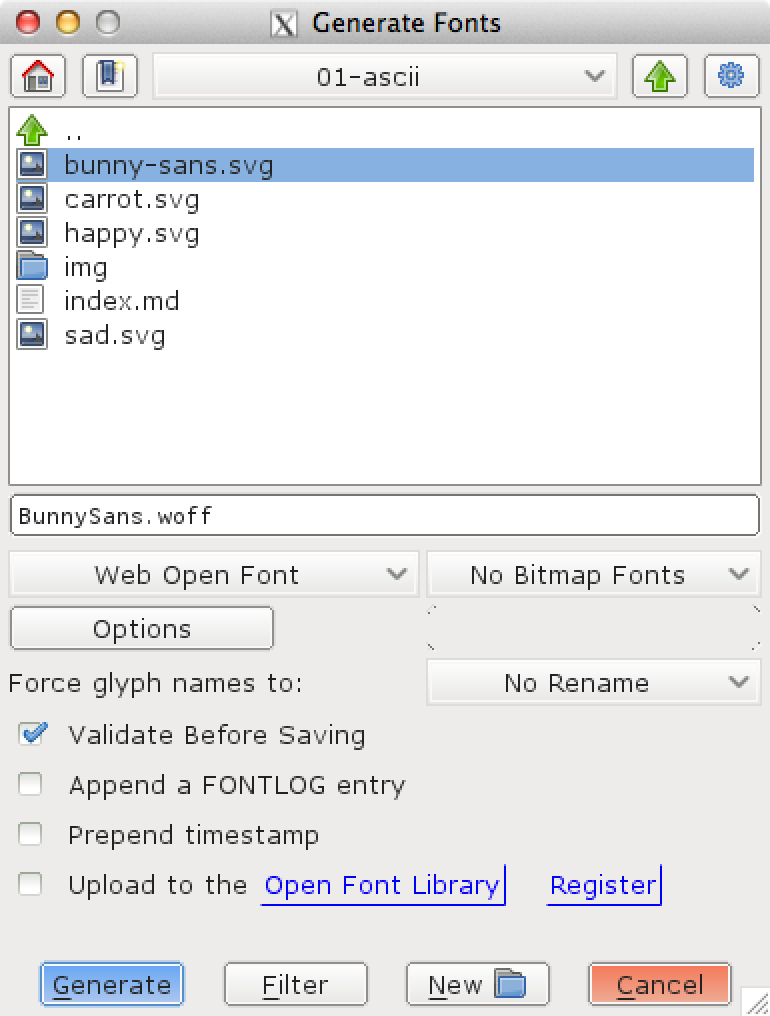 Generate Fonts
01-ascii
..
bunny-sans.svg
carrot.svg
happy.svg
img
index.md
sad.svg
BunnySans.woff
Web Open Font
No Bitmap Fonts
Options
Force glyph names to:
No Rename
Validate Before Saving
Append a FONTLOG entry
Prepend timestamp
Upload to the Open Font Library Register
Generate
Filter
New
Cancel